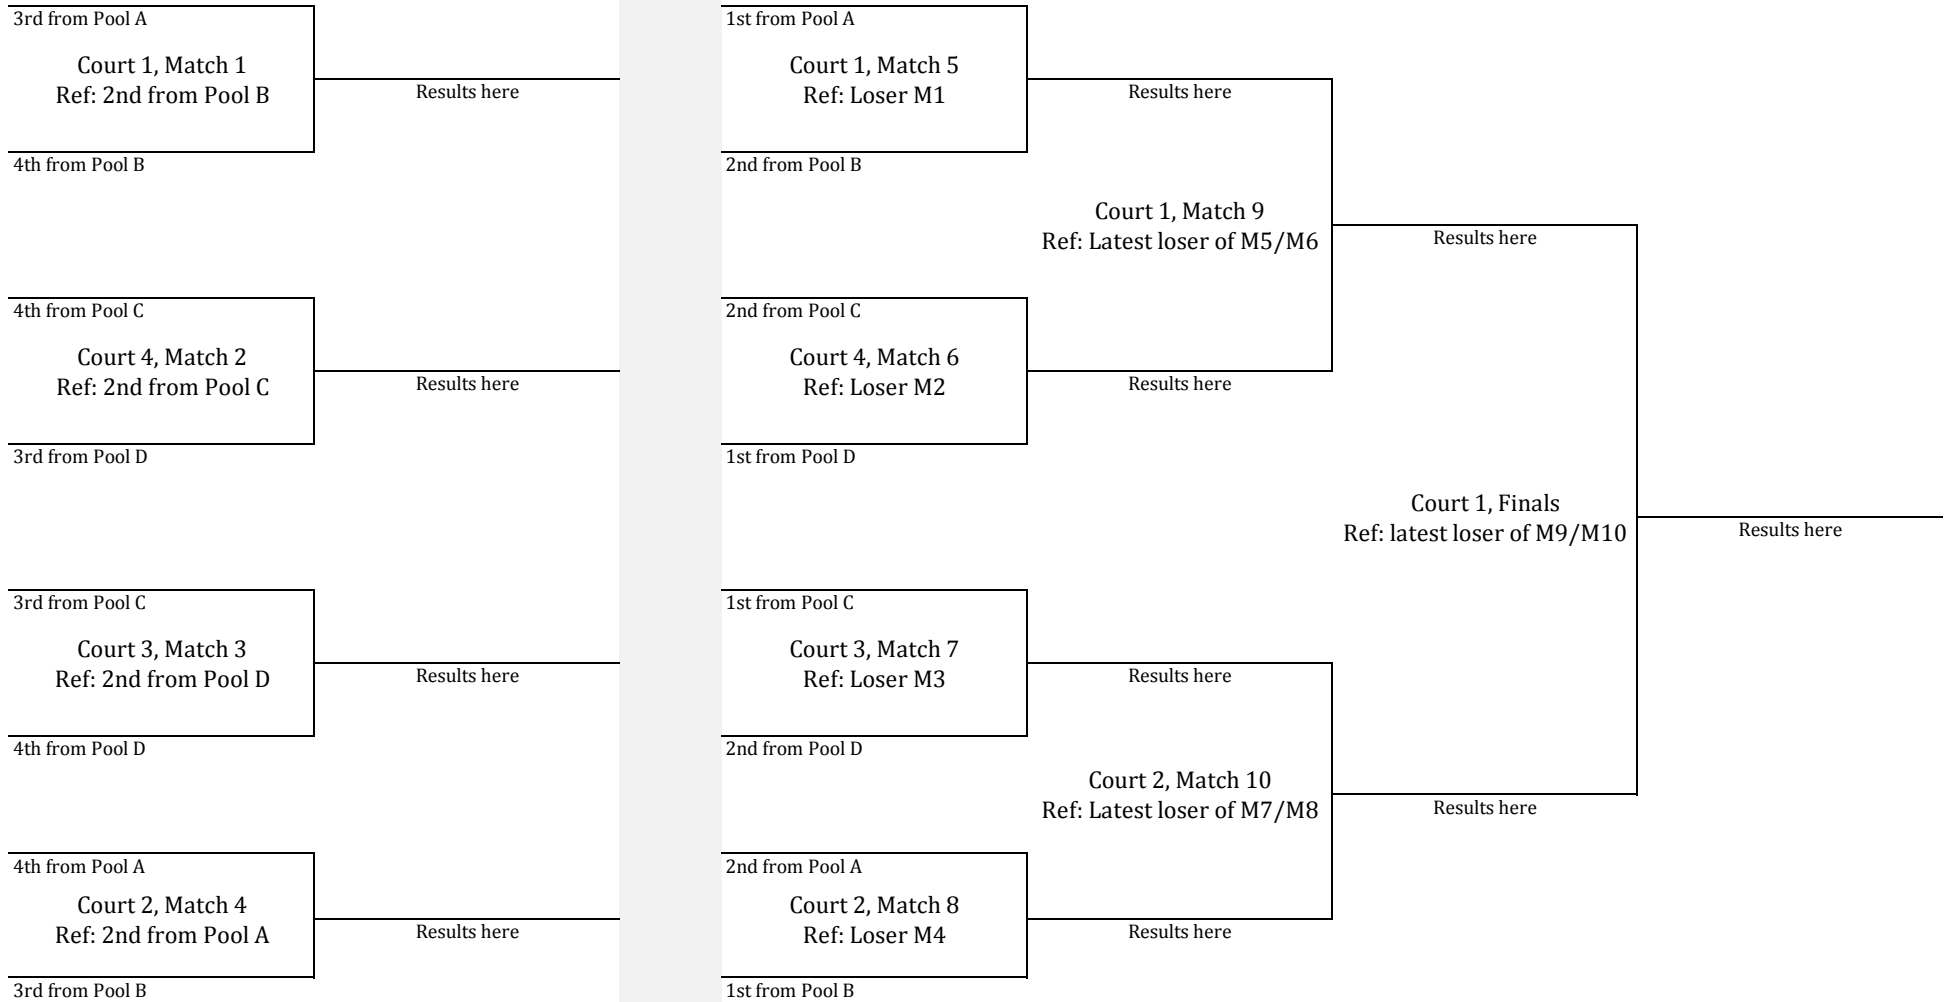 3rd from Pool A
Court 1, Match 1
Ref: 2nd from Pool B
Results here
4th from Pool B
4th from Pool C
Court 4, Match 2
Ref: 2nd from Pool C
Results here
3rd from Pool D
3rd from Pool C
Court 3, Match 3
Ref: 2nd from Pool D
Results here
4th from Pool D
4th from Pool A
Court 2, Match 4
Ref: 2nd from Pool A
Results here
3rd from Pool B
1st from Pool A
Court 1, Match 5
Ref: Loser M1
Results here
2nd from Pool B
Court 1, Match 9
Ref: Latest loser of M5/M6
Results here
2nd from Pool C
Court 4, Match 6
Ref: Loser M2
Results here
1st from Pool D
Court 1, Finals
Ref: latest loser of M9/M10
Results here
1st from Pool C
Court 3, Match 7
Ref: Loser M3
Results here
2nd from Pool D
Court 2, Match 10
Ref: Latest loser of M7/M8
Results here
2nd from Pool A
Court 2, Match 8
Ref: Loser M4
Results here
1st from Pool B